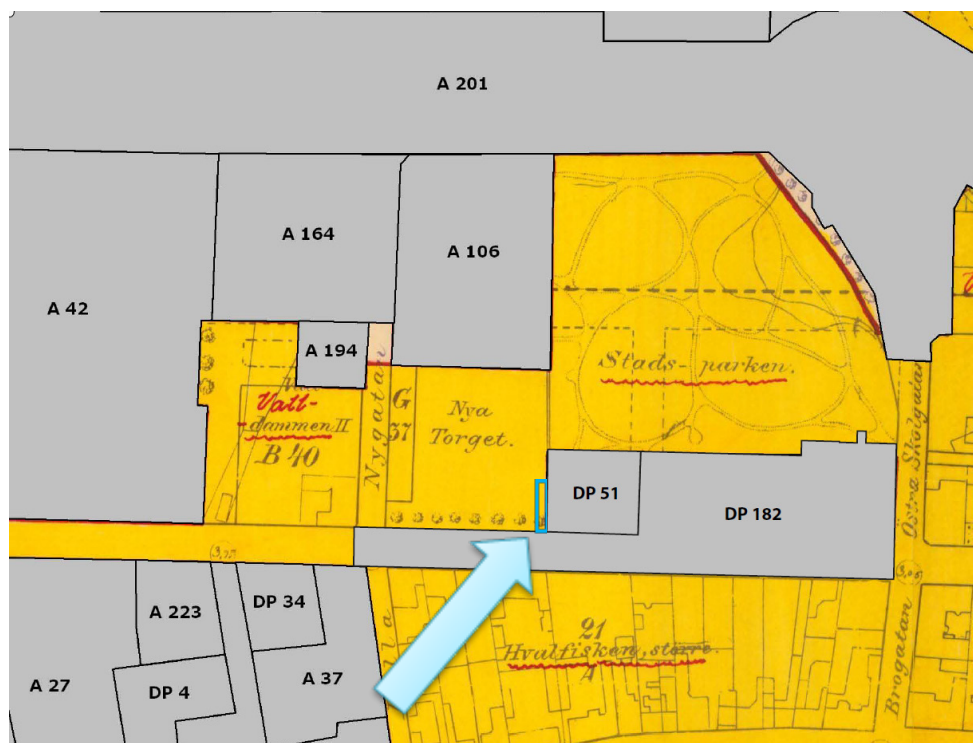 A 201
A 164
A 106
A 42
A 194
Stads-parken.
Nygatan
G
37
Nya
Torget.
Vall-
dammen II
B 40
DP 51
DP 182
Östra Skolgatan
A 223
DP 34
21
Hvalfisken, större.
A
A 27
DP 4
A 37
Brogatan